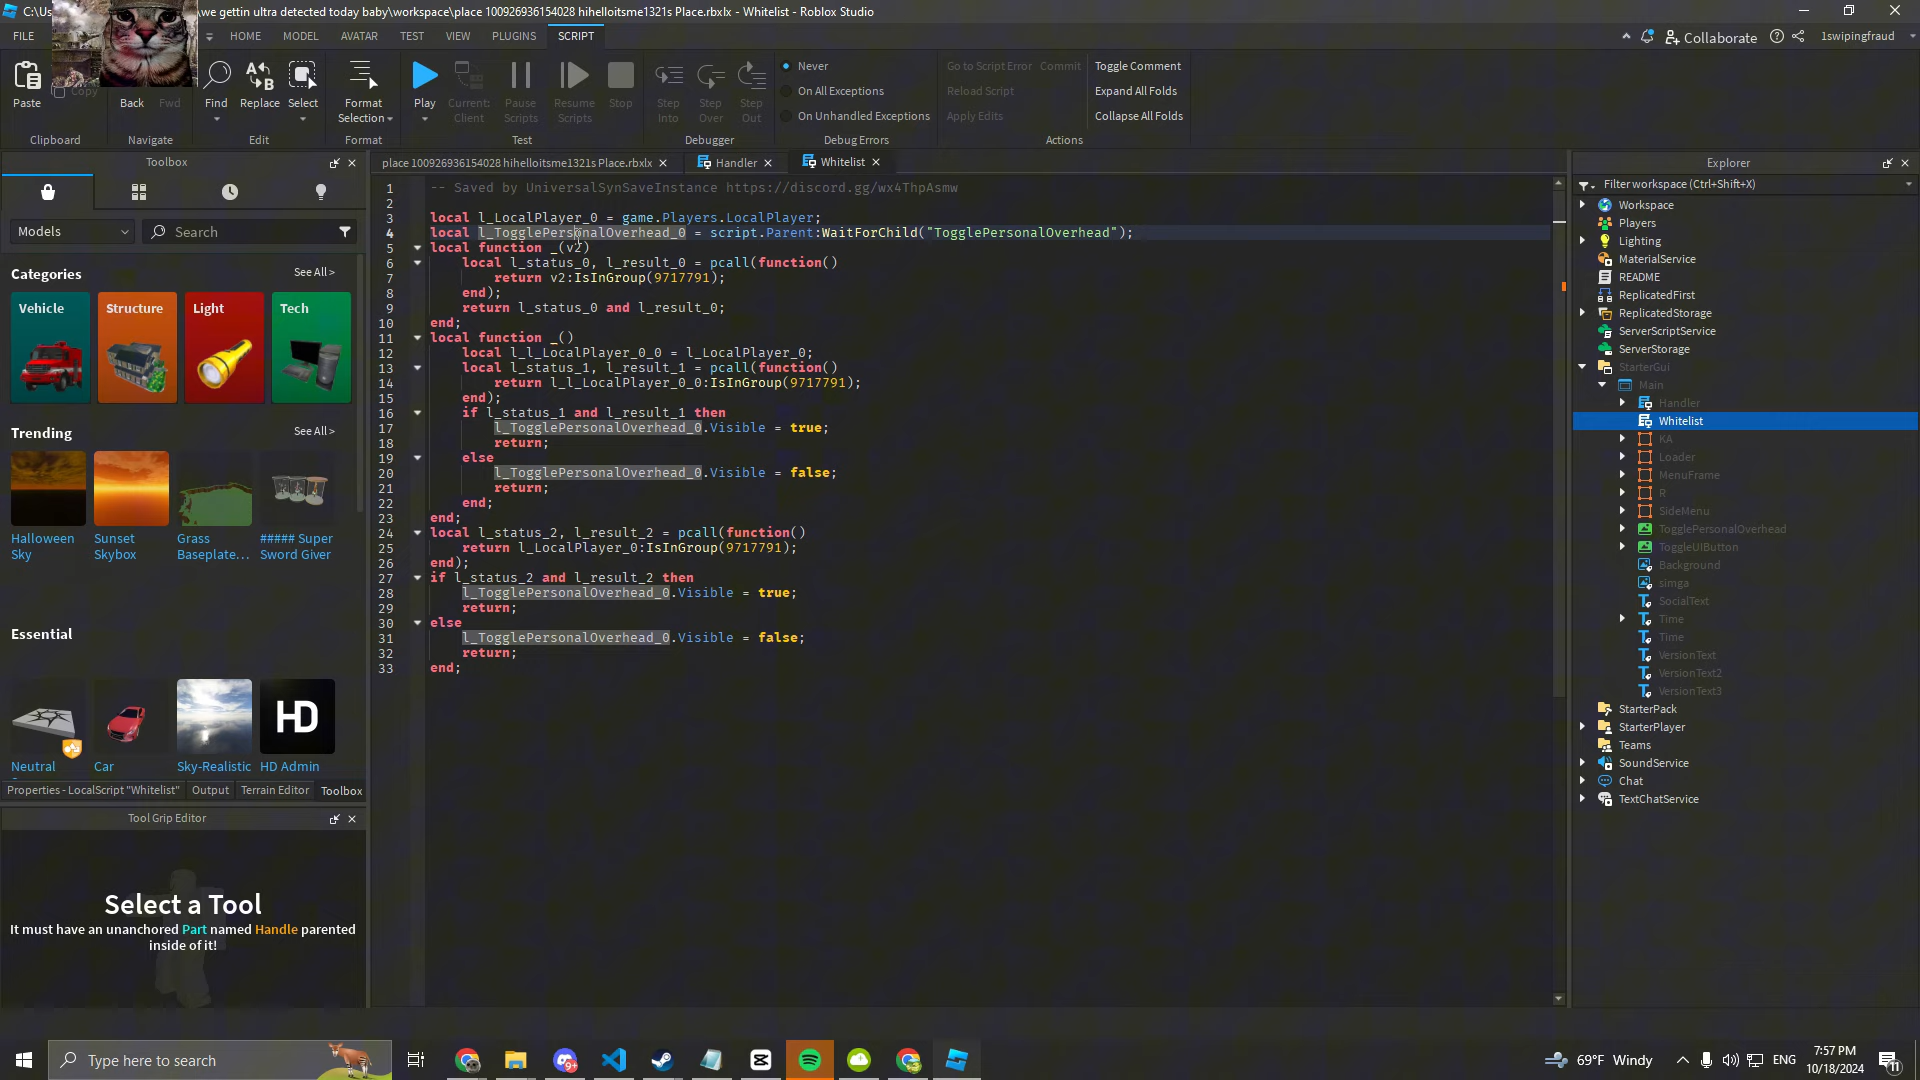 C:\Us we gettin ultra detected today baby\workspace\place 100926936154028 hihelloitsme1321s Place.rbxlx - Whitelist - Roblox Studio
FILE HOME MODEL AVATAR TEST VIEW PLUGINS SCRIPT
Collaborate 1swipingfraud
Paste Copy
Back Fwd
Find Replace Select
Format Selection
Play Current: Client Pause Scripts Resume Scripts Stop
Step Into Step Over Step Out
Never
On All Exceptions
On Unhandled Exceptions
Go to Script Error Commit
Reload Script
Apply Edits
Toggle Comment
Expand All Folds
Collapse All Folds
Clipboard Navigate Edit Format Test Debugger Debug Errors Actions
Toolbox
Models Search
Categories See All >
Vehicle Structure Light Tech
Trending See All >
Halloween Sky
Sunset Skybox
Grass Baseplate...
##### Super Sword Giver
Essential
Neutral
Car
Sky-Realistic
HD
HD Admin
Properties - LocalScript "Whitelist" Output Terrain Editor Toolbox
Tool Grip Editor
Select a Tool
It must have an unanchored Part named Handle parented
inside of it!
place 100926936154028 hihelloitsme1321s Place.rbxlx Handler Whitelist
1 -- Saved by UniversalSynSaveInstance https://discord.gg/wx4ThpAsmw
2
3 local l_LocalPlayer_0 = game.Players.LocalPlayer;
4 local l_TogglePersonalOverhead_0 = script.Parent:WaitForChild("TogglePersonalOverhead");
5 local function _(v2)
6 local l_status_0, l_result_0 = pcall(function()
7 return v2:IsInGroup(9717791);
8 end);
9 return l_status_0 and l_result_0;
10 end;
11 local function _()
12 local l_l_LocalPlayer_0_0 = l_LocalPlayer_0;
13 local l_status_1, l_result_1 = pcall(function()
14 return l_l_LocalPlayer_0_0:IsInGroup(9717791);
15 end);
16 if l_status_1 and l_result_1 then
17 l_TogglePersonalOverhead_0.Visible = true;
18 return;
19 else
20 l_TogglePersonalOverhead_0.Visible = false;
21 return;
22 end;
23 end;
24 local l_status_2, l_result_2 = pcall(function()
25 return l_LocalPlayer_0:IsInGroup(9717791);
26 end);
27 if l_status_2 and l_result_2 then
28 l_TogglePersonalOverhead_0.Visible = true;
29 return;
30 else
31 l_TogglePersonalOverhead_0.Visible = false;
32 return;
33 end;
Explorer
Filter workspace (Ctrl+Shift+X)
Workspace
Players
Lighting
MaterialService
README
ReplicatedFirst
ReplicatedStorage
ServerScriptService
ServerStorage
StarterGui
Main
Handler
Whitelist
KA
Loader
MenuFrame
R
SideMenu
TogglePersonalOverhead
ToggleUIButton
Background
simga
SocialText
Time
Time
VersionText
VersionText2
VersionText3
StarterPack
StarterPlayer
Teams
SoundService
Chat
TextChatService
Type here to search
9+
69°F Windy
ENG
7:57 PM
10/18/2024
11